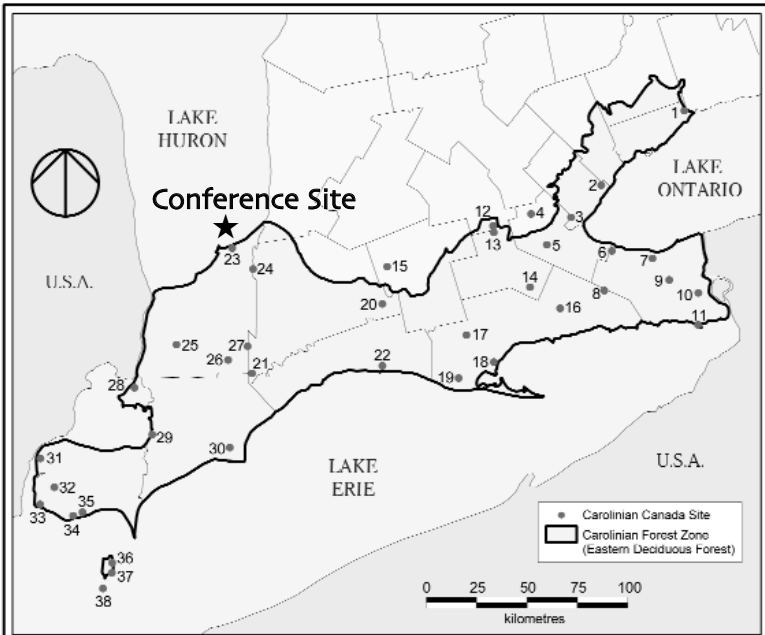 LAKE
HURON
Conference Site
LAKE
ONTARIO
U.S.A.
1
2
3
4
5
6
7
8
9
10
11
12
13
14
15
16
17
18
19
20
21
22
23
24
25
26
27
28
29
30
31
32
33
34
35
36
37
38
LAKE
ERIE
U.S.A.
Carolinian Canada Site
Carolinian Forest Zone
(Eastern Deciduous Forest)
0 25 50 75 100
kilometres